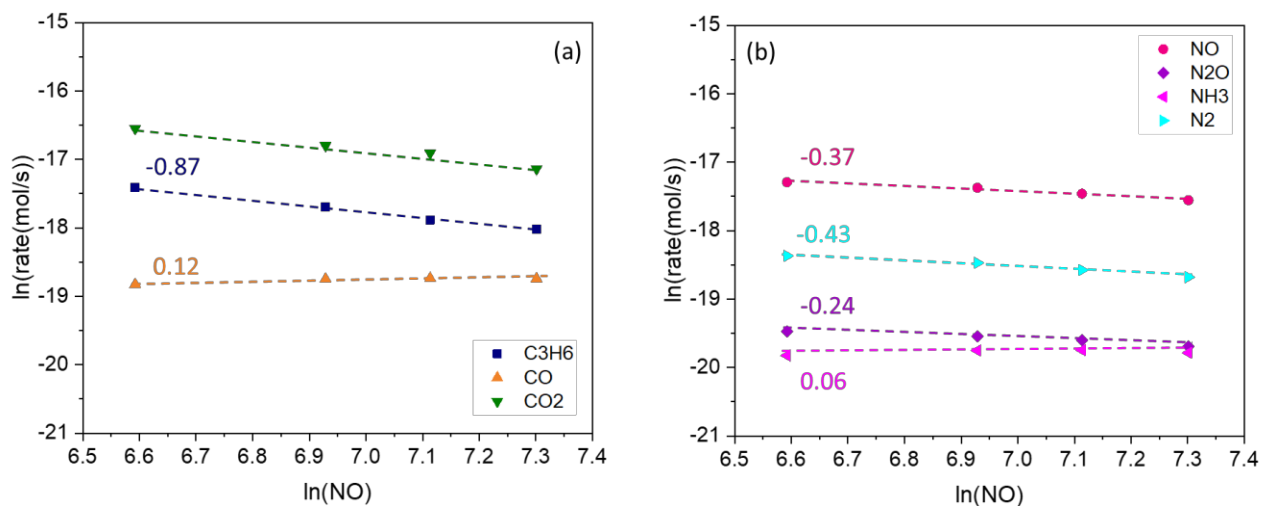 (a)
ln(rate(mol/s))
-15
-16
-17
-18
-19
-20
-21
-0.87
0.12
C3H6
CO
CO2
6.5 6.6 6.7 6.8 6.9 7.0 7.1 7.2 7.3 7.4
ln(NO)
(b)
ln(rate(mol/s))
-15
-16
-17
-18
-19
-20
-21
NO
N2O
NH3
N2
-0.37
-0.43
-0.24
0.06
6.5 6.6 6.7 6.8 6.9 7.0 7.1 7.2 7.3 7.4
ln(NO)